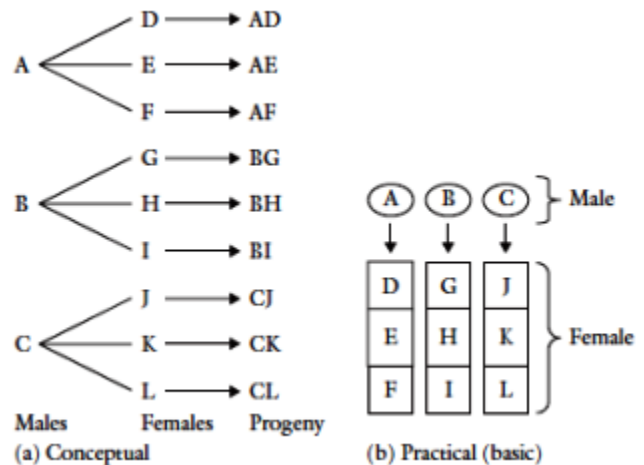 D AD
A E AE
F AF
G BG
B H BH
I BI
J CJ
C K CK
L CL
Males Females Progeny
(a) Conceptual
A B C Male
D G J
E H K Female
F I L
(b) Practical (basic)